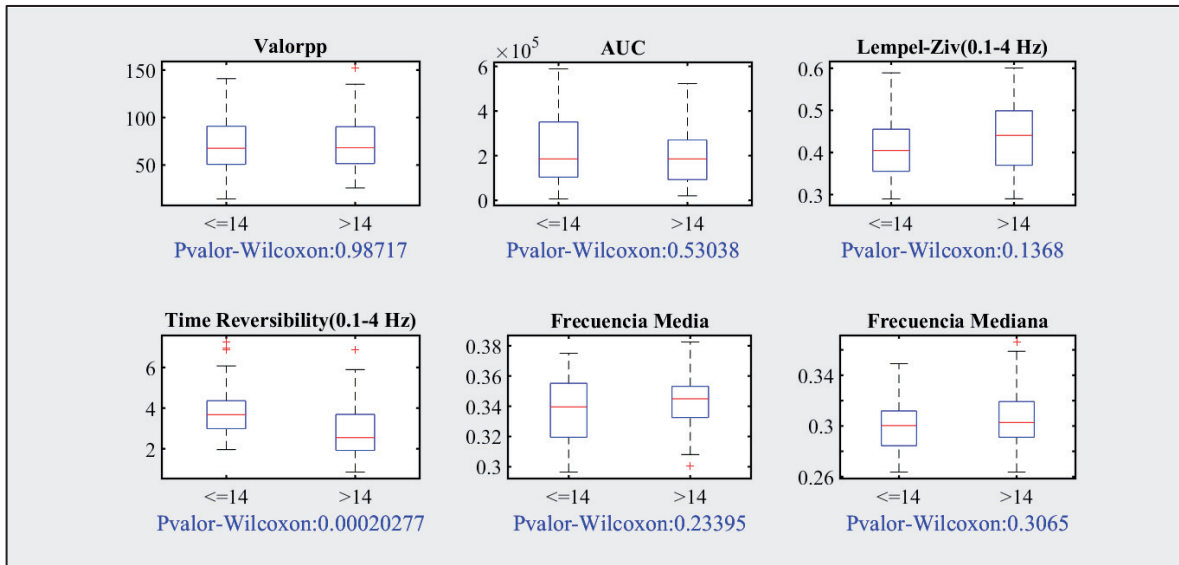 Valorpp
150
100
50
<=14 >14
Pvalor-Wilcoxon:0.98717
×10^5
AUC
6
4
2
0
<=14 >14
Pvalor-Wilcoxon:0.53038
Lempel-Ziv(0.1-4 Hz)
0.6
0.5
0.4
0.3
<=14 >14
Pvalor-Wilcoxon:0.1368
Time Reversibility(0.1-4 Hz)
6
4
2
<=14 >14
Pvalor-Wilcoxon:0.00020277
Frecuencia Media
0.38
0.36
0.34
0.32
0.3
<=14 >14
Pvalor-Wilcoxon:0.23395
Frecuencia Mediana
0.34
0.3
0.26
<=14 >14
Pvalor-Wilcoxon:0.3065